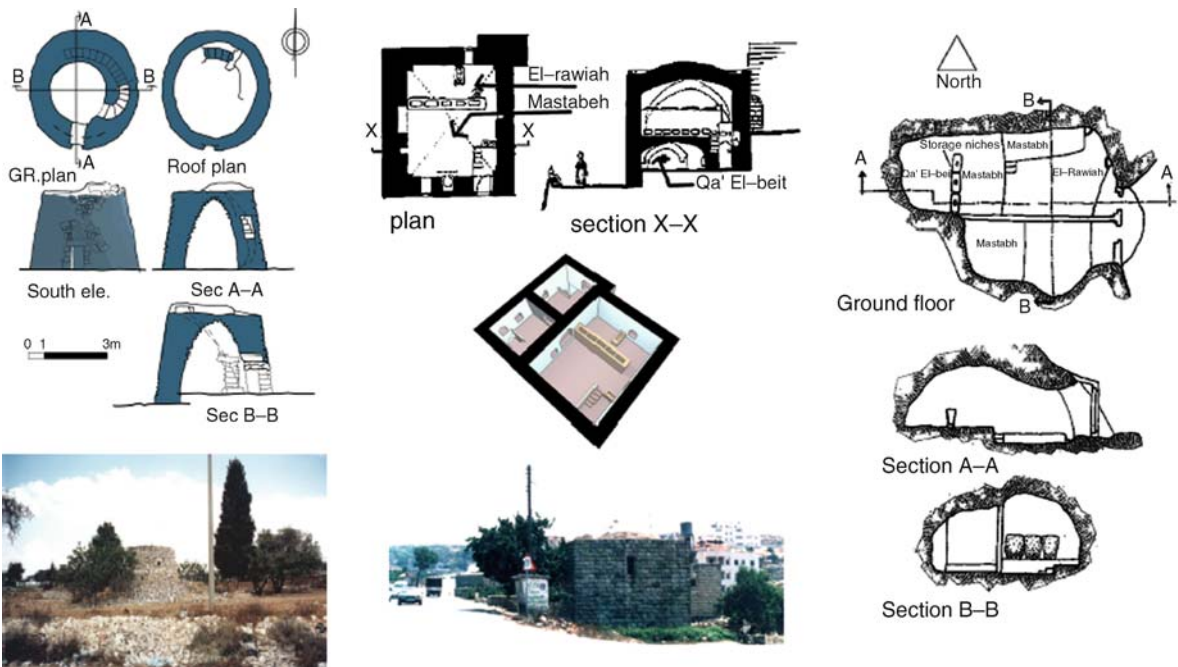 A
B B
A
GR.plan
Roof plan
South ele.
Sec A–A
0 1 3m
Sec B–B
El–rawiah
Mastabeh
X X
Qa' El–beit
plan
section X–X
North
B
Storage niches
Mastabh
A
Qa' El–beit
Mastabh
El–Rawiah
A
Mastabh
Ground floor
B
Section A–A
Section B–B